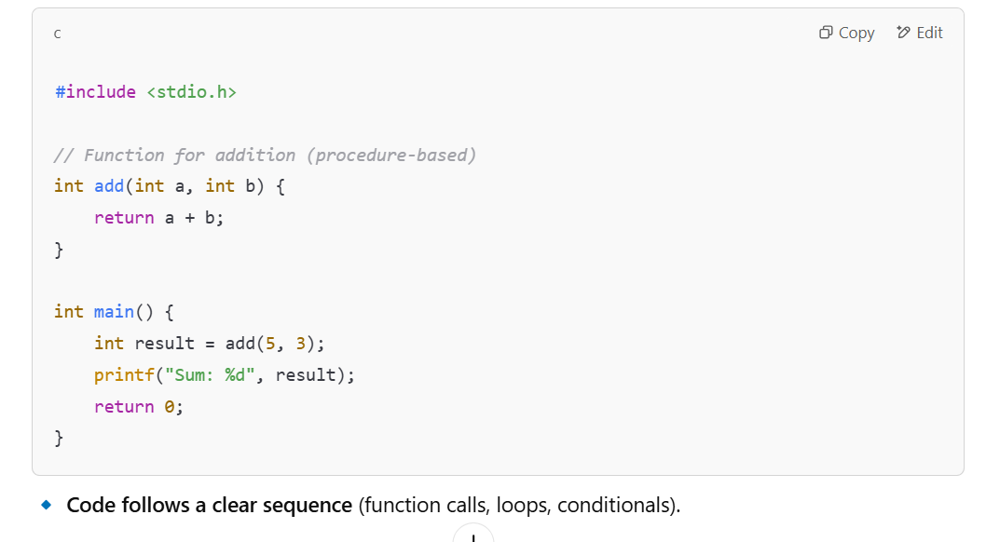 c
Copy Edit
#include <stdio.h>
// Function for addition (procedure-based)
int add(int a, int b) {
    return a + b;
}
int main() {
    int result = add(5, 3);
    printf("Sum: %d", result);
    return 0;
}
Code follows a clear sequence (function calls, loops, conditionals).